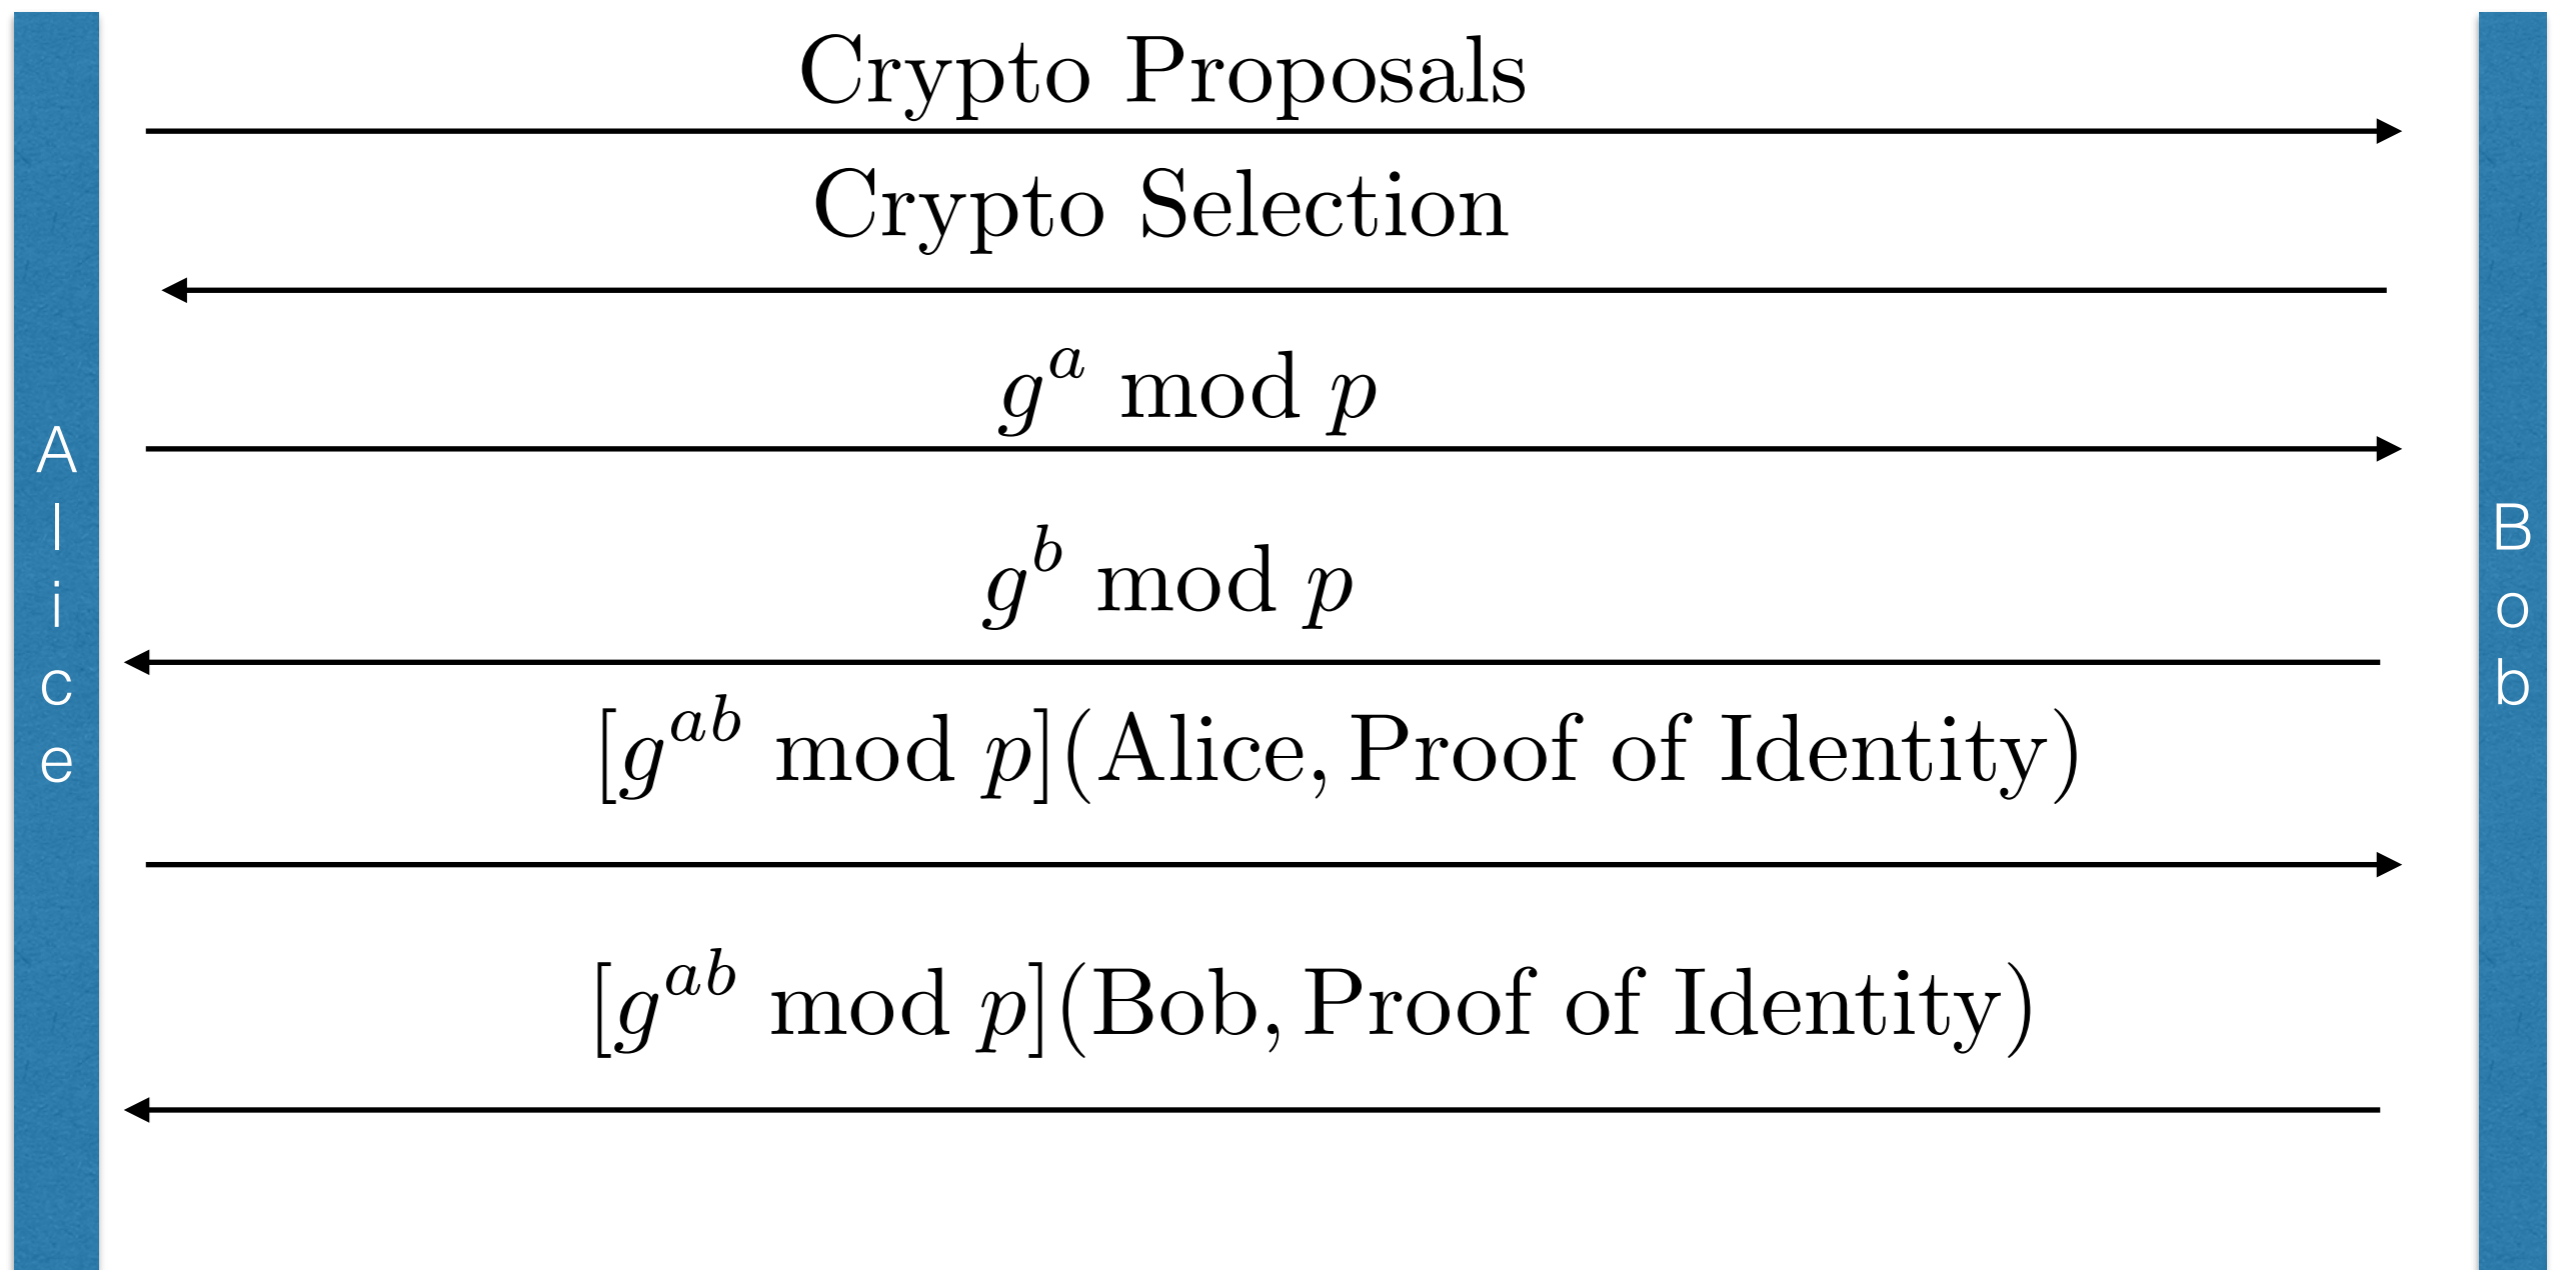 Crypto Proposals
Crypto Selection
g^a mod p
g^b mod p
[g^{ab} mod p](Alice, Proof of Identity)
[g^{ab} mod p](Bob, Proof of Identity)
Alice
Bob